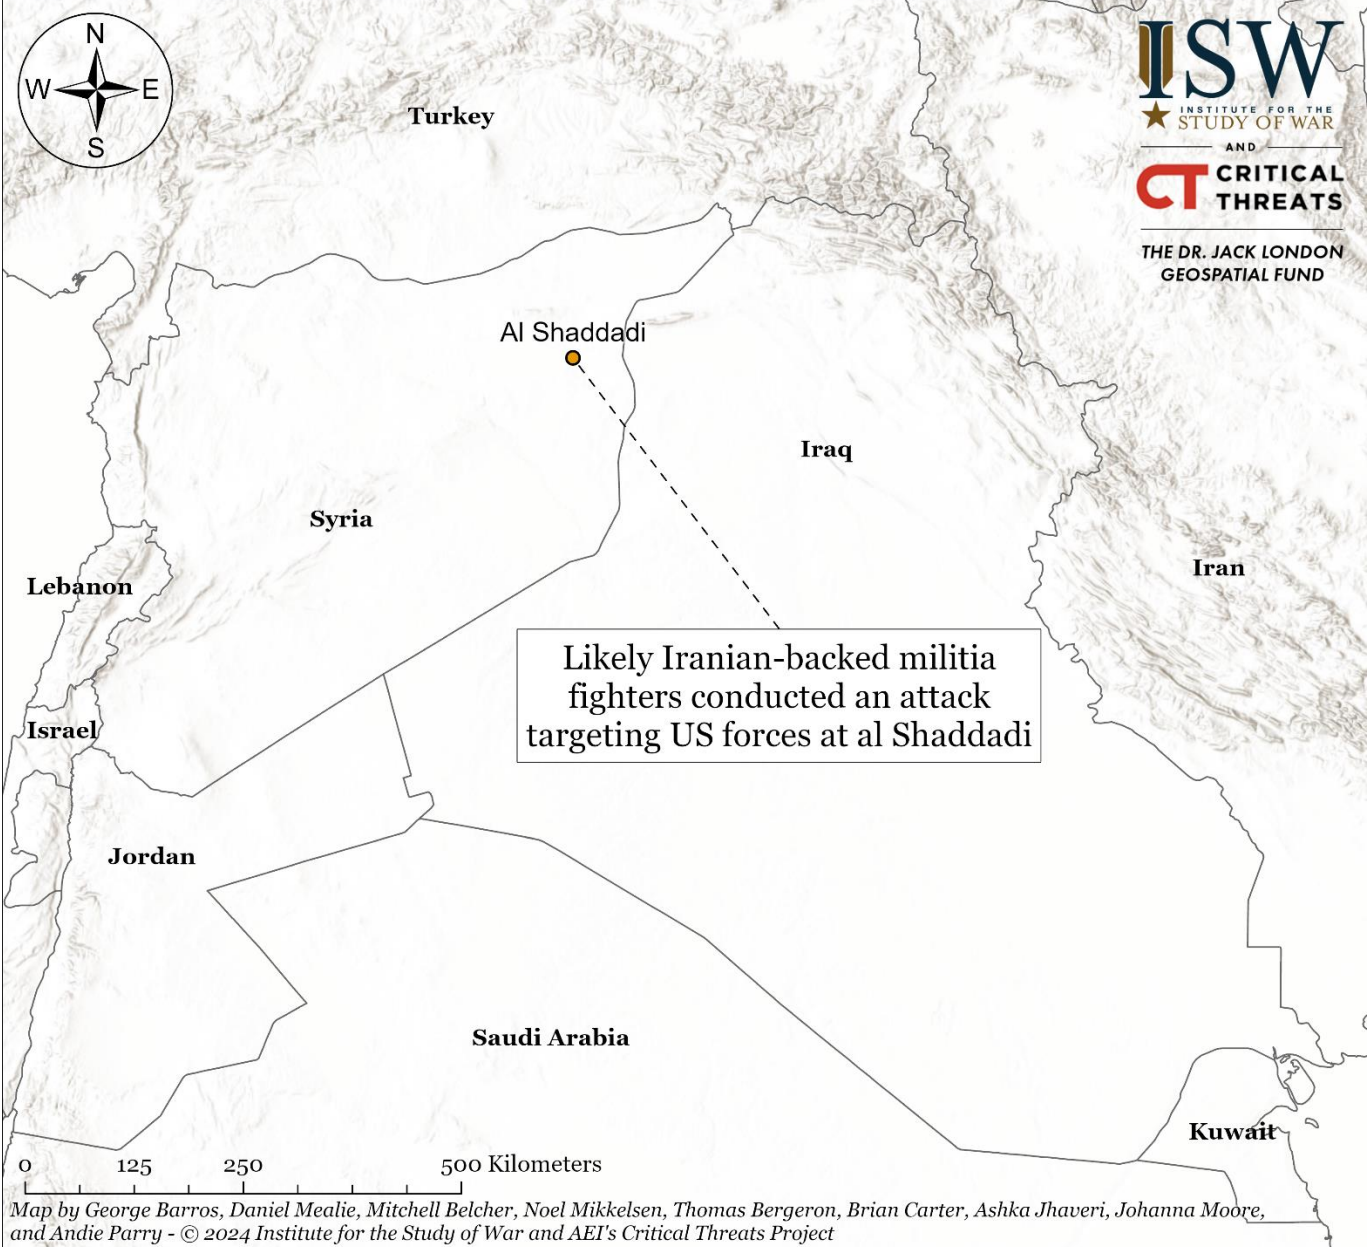 N
W E
S
Turkey
ISW
INSTITUTE FOR THE
STUDY OF WAR
AND
CT CRITICAL
THREATS
THE DR. JACK LONDON
GEOSPATIAL FUND
Al Shaddadi
Iraq
Syria
Lebanon
Iran
Likely Iranian-backed militia
fighters conducted an attack
targeting US forces at al Shaddadi
Israel
Jordan
Saudi Arabia
Kuwait
0 125 250 500 Kilometers
Map by George Barros, Daniel Mealie, Mitchell Belcher, Noel Mikkelsen, Thomas Bergeron, Brian Carter, Ashka Jhaveri, Johanna Moore,
and Andie Parry - © 2024 Institute for the Study of War and AEI's Critical Threats Project